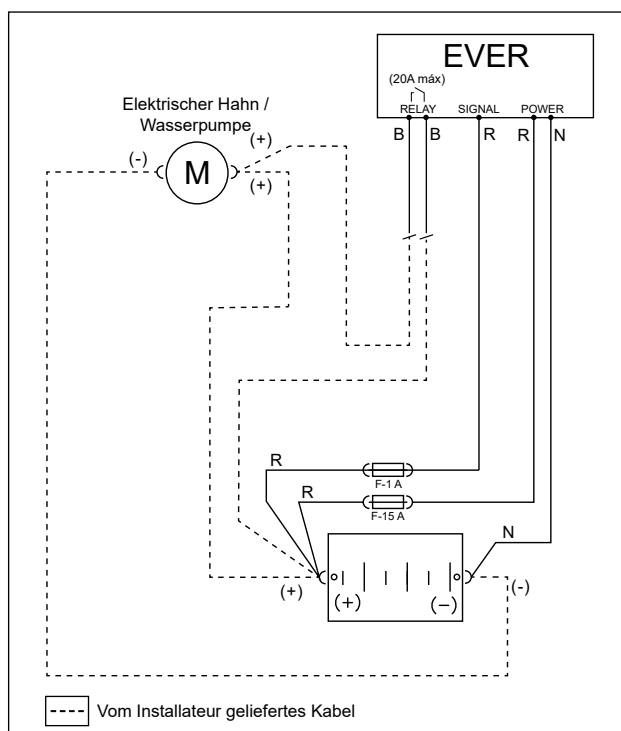 EVER
(20A máx)
RELAY SIGNAL POWER
B B R R N
Elektrischer Hahn /
Wasserpumpe
(+)
(-) M (+)
R
F-1 A
R
F-15 A
N
(+) (+) (-) (-)
Vom Installateur geliefertes Kabel